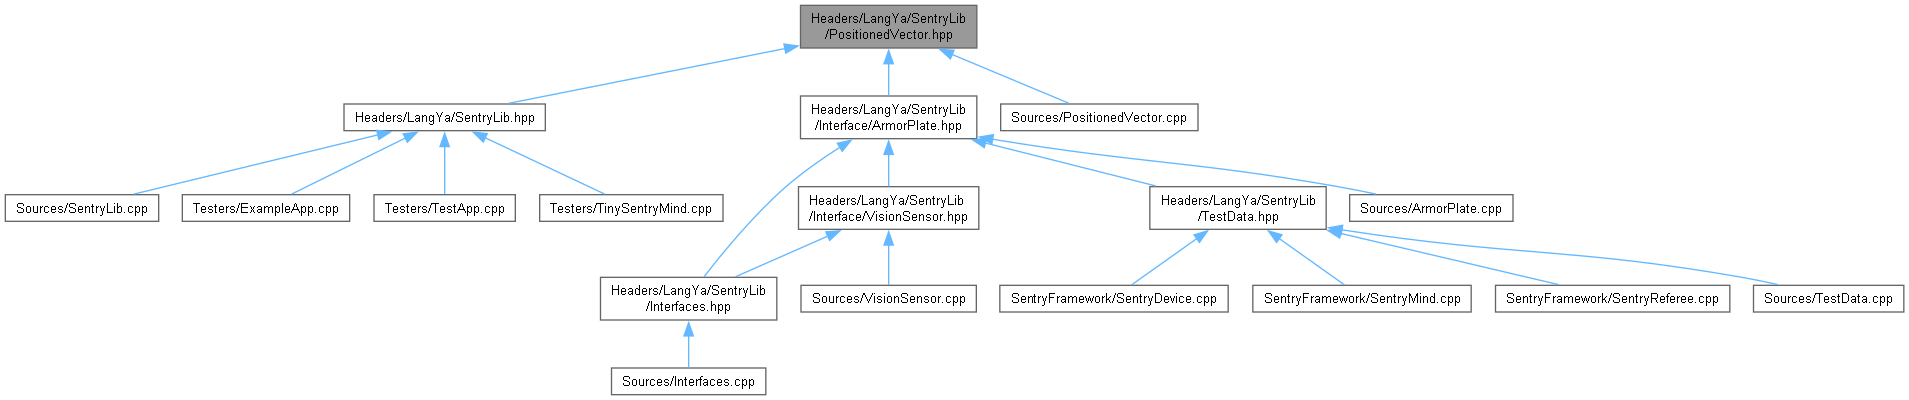 Headers/LangYa/SentryLib
/PositionedVector.hpp
Headers/LangYa/SentryLib.hpp
Headers/LangYa/SentryLib
/Interface/ArmorPlate.hpp
Sources/PositionedVector.cpp
Sources/SentryLib.cpp
Testers/ExampleApp.cpp
Testers/TestApp.cpp
Testers/TinySentryMind.cpp
Headers/LangYa/SentryLib
/Interface/VisionSensor.hpp
Headers/LangYa/SentryLib
/TestData.hpp
Sources/ArmorPlate.cpp
Headers/LangYa/SentryLib
/Interfaces.hpp
Sources/VisionSensor.cpp
SentryFramework/SentryDevice.cpp
SentryFramework/SentryMind.cpp
SentryFramework/SentryReferee.cpp
Sources/TestData.cpp
Sources/Interfaces.cpp